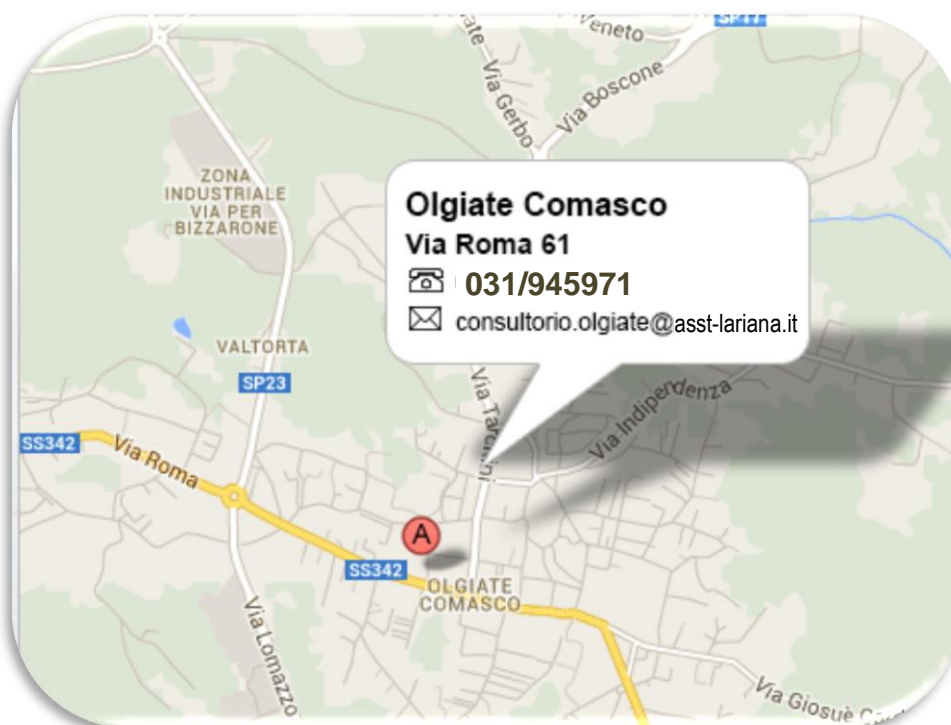 SP17
Veneto
Via Gerbo
Via Boscone
ZONA
INDUSTRIALE
VIA PER
BIZZARONE
Olgiate Comasco
Via Roma 61
031/945971
consultorio.olgiate@asst-lariana.it
VALTORTA
SP23
Via Indipendenza
SS342
Via Roma
A
SS342
OLGIATE
COMASCO
Via Lomazzo
Via Giosuè